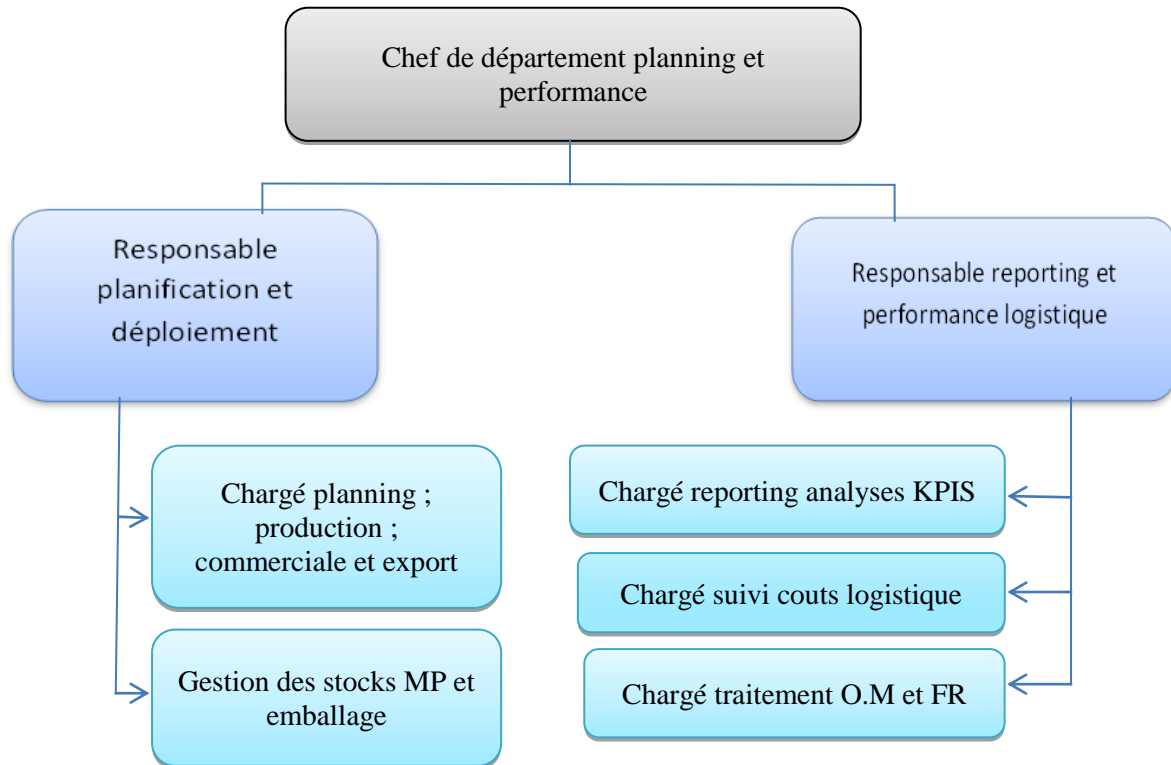 Chef de département planning et
performance
Responsable
planification et
déploiement
Responsable reporting et
performance logistique
Chargé planning ;
production ;
commerciale et export
Gestion des stocks MP et
emballage
Chargé reporting analyses KPIS
Chargé suivi couts logistique
Chargé traitement O.M et FR